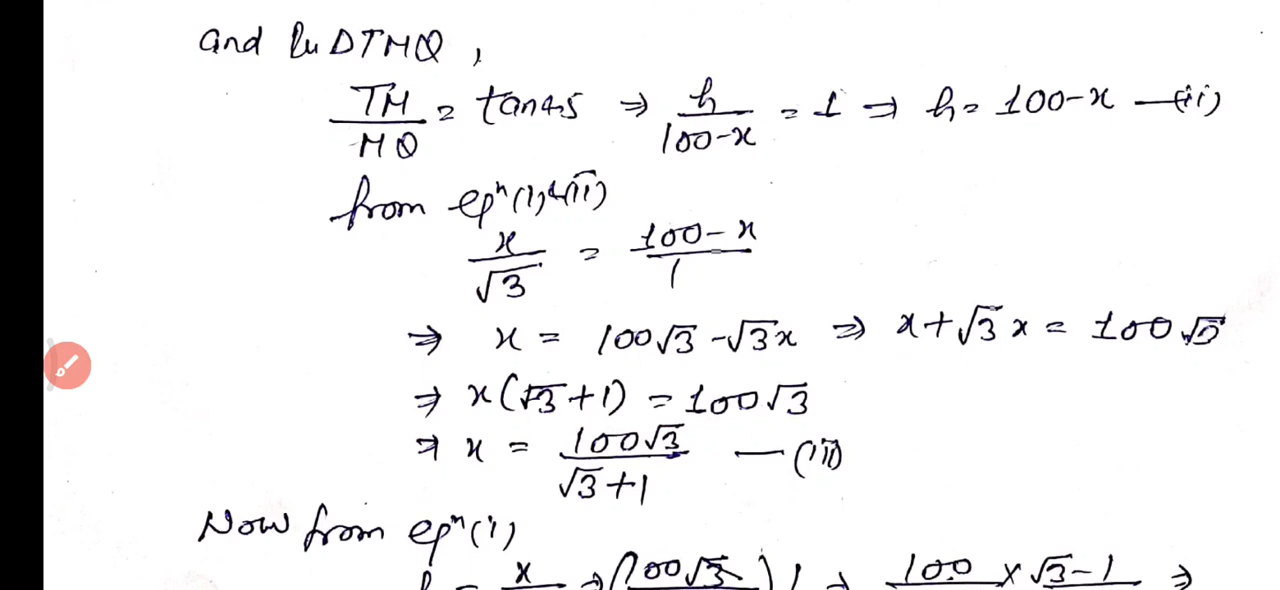 and In ΔTMQ,
TM/MQ = tan45 ⇒ h/(100-x) = 1 ⇒ h = 100-x —(ii)
from eqⁿ(i)&(ii)
x/√3 = (100-x)/1
⇒ x = 100√3 - √3x ⇒ x+√3x = 100√3
⇒ x(√3+1) = 100√3
⇒ x = 100√3/(√3+1) —(iii)
Now from eqⁿ(i)